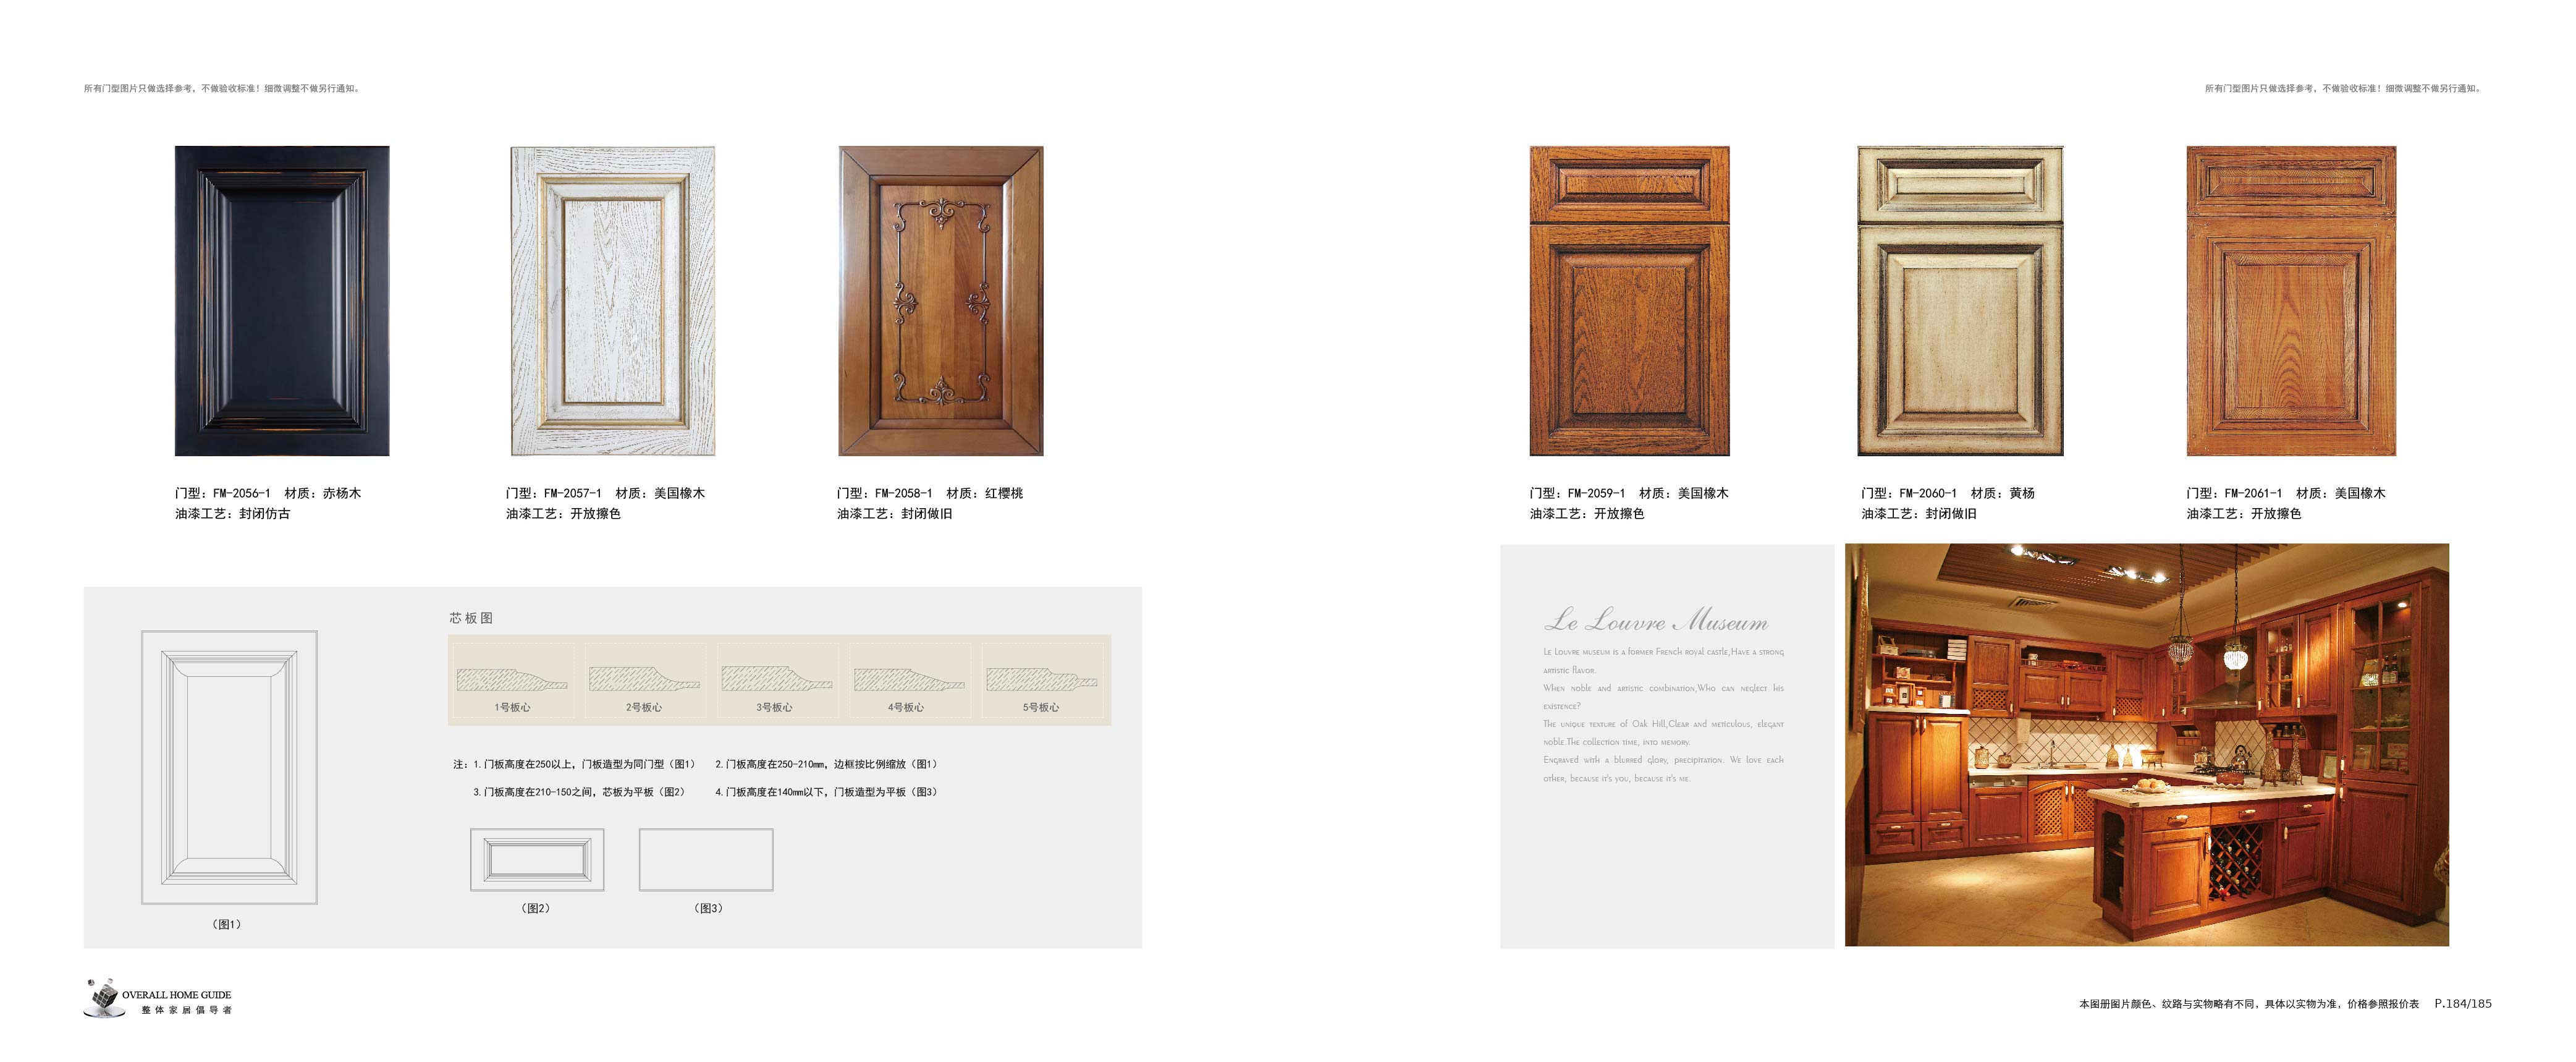 所有门型图片只做选择参考，不做验收标准！细微调整不做另行通知。
所有门型图片只做选择参考，不做验收标准！细微调整不做另行通知。
门型：FM-2056-1 材质：赤杨木
油漆工艺：封闭仿古
门型：FM-2057-1 材质：美国橡木
油漆工艺：开放擦色
门型：FM-2058-1 材质：红樱桃
油漆工艺：封闭做旧
门型：FM-2059-1 材质：美国橡木
油漆工艺：开放擦色
门型：FM-2060-1 材质：黄杨
油漆工艺：封闭做旧
门型：FM-2061-1 材质：美国橡木
油漆工艺：开放擦色
芯板图
1号板心
2号板心
3号板心
4号板心
5号板心
注：1.门板高度在250以上，门板造型为同门型（图1） 2.门板高度在250-210mm，边框按比例缩放（图1）
3.门板高度在210-150之间，芯板为平板（图2） 4.门板高度在140mm以下，门板造型为平板（图3）
（图1）
（图2）
（图3）
Le Louvre Museum
Le Louvre museum is a former French royal castle,Have a strong
artistic flavor.
When noble and artistic combination,Who can neglect his
existence?
The unique texture of Oak Hill,Clear and meticulous, elegant
noble.The collection time, into memory.
Engraved with a blurred glory, precipitation. We love each
other, because it's you, because it's me.
OVERALL HOME GUIDE
整体家居倡导者
本图册图片颜色、纹路与实物略有不同，具体以实物为准，价格参照报价表 P.184/185